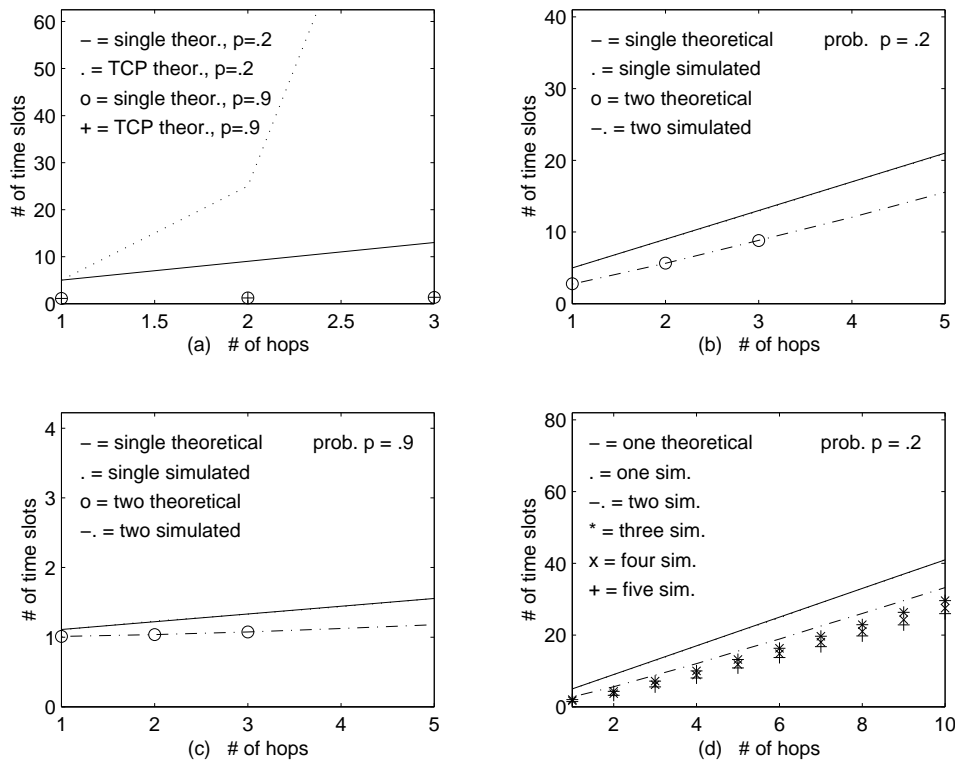 60
50
40
30
20
10
0
# of time slots
– = single theor., p=.2
. = TCP theor., p=.2
o = single theor., p=.9
+ = TCP theor., p=.9
1 1.5 2 2.5 3
(a) # of hops
40
30
20
10
0
# of time slots
– = single theoretical prob. p = .2
. = single simulated
o = two theoretical
–. = two simulated
1 2 3 4 5
(b) # of hops
4
3
2
1
0
# of time slots
– = single theoretical prob. p = .9
. = single simulated
o = two theoretical
–. = two simulated
1 2 3 4 5
(c) # of hops
80
60
40
20
0
# of time slots
– = one theoretical prob. p = .2
. = one sim.
–. = two sim.
* = three sim.
x = four sim.
+ = five sim.
2 4 6 8 10
(d) # of hops